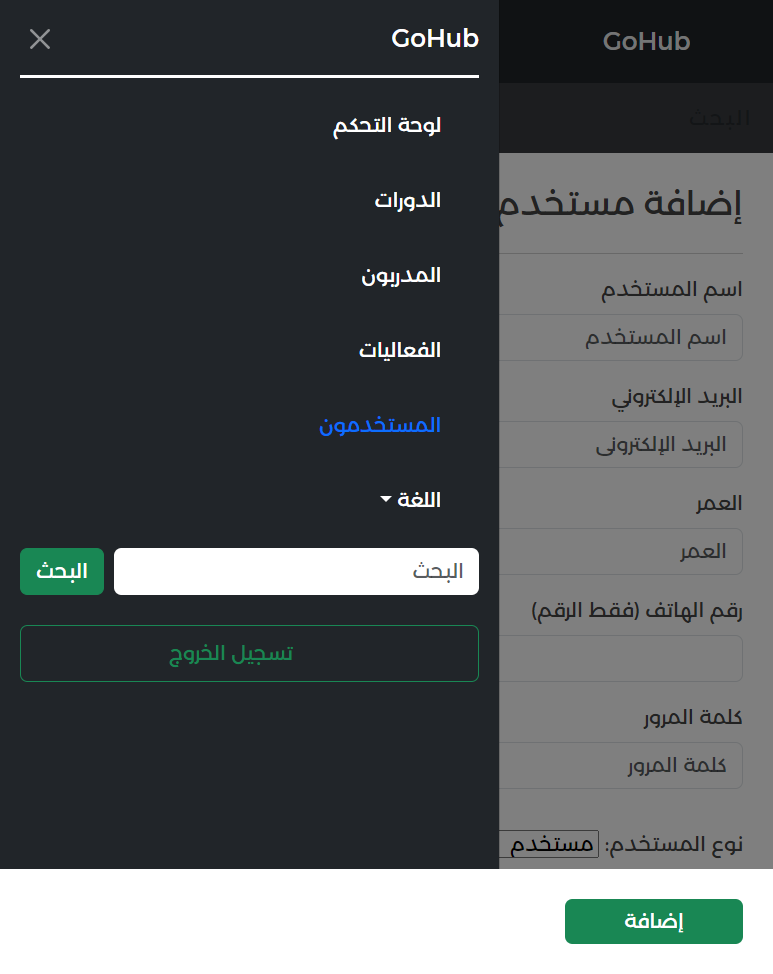 GoHub
لوحة التحكم
الدورات
المدربون
الفعاليات
المستخدمون
اللغة
البحث
البحث
تسجيل الخروج
GoHub
البحث
إضافة مستخدم
اسم المستخدم
اسم المستخدم
البريد الإلكتروني
البريد الإلكتروني
العمر
العمر
رقم الهاتف (فقط الرقم)
كلمة المرور
كلمة المرور
نوع المستخدم: مستخدم
إضافة